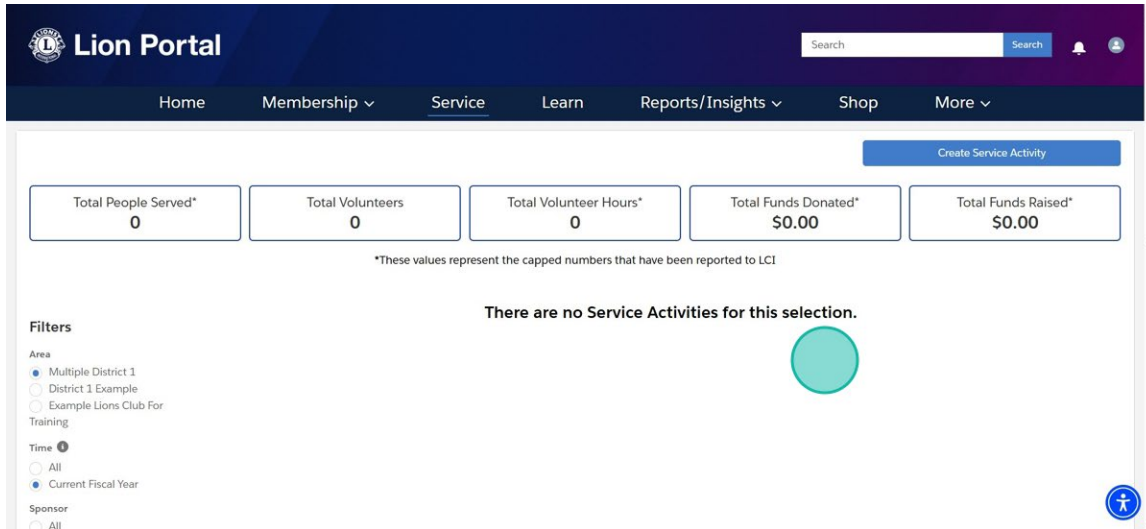 Lion Portal
Search
Search
Home Membership Service Learn Reports/Insights Shop More
Create Service Activity
Total People Served* Total Volunteers Total Volunteer Hours* Total Funds Donated* Total Funds Raised*
0 0 0 $0.00 $0.00
*These values represent the capped numbers that have been reported to LCI
There are no Service Activities for this selection.
Filters
Area
Multiple District 1
District 1 Example
Example Lions Club For
Training
Time
All
Current Fiscal Year
Sponsor
All